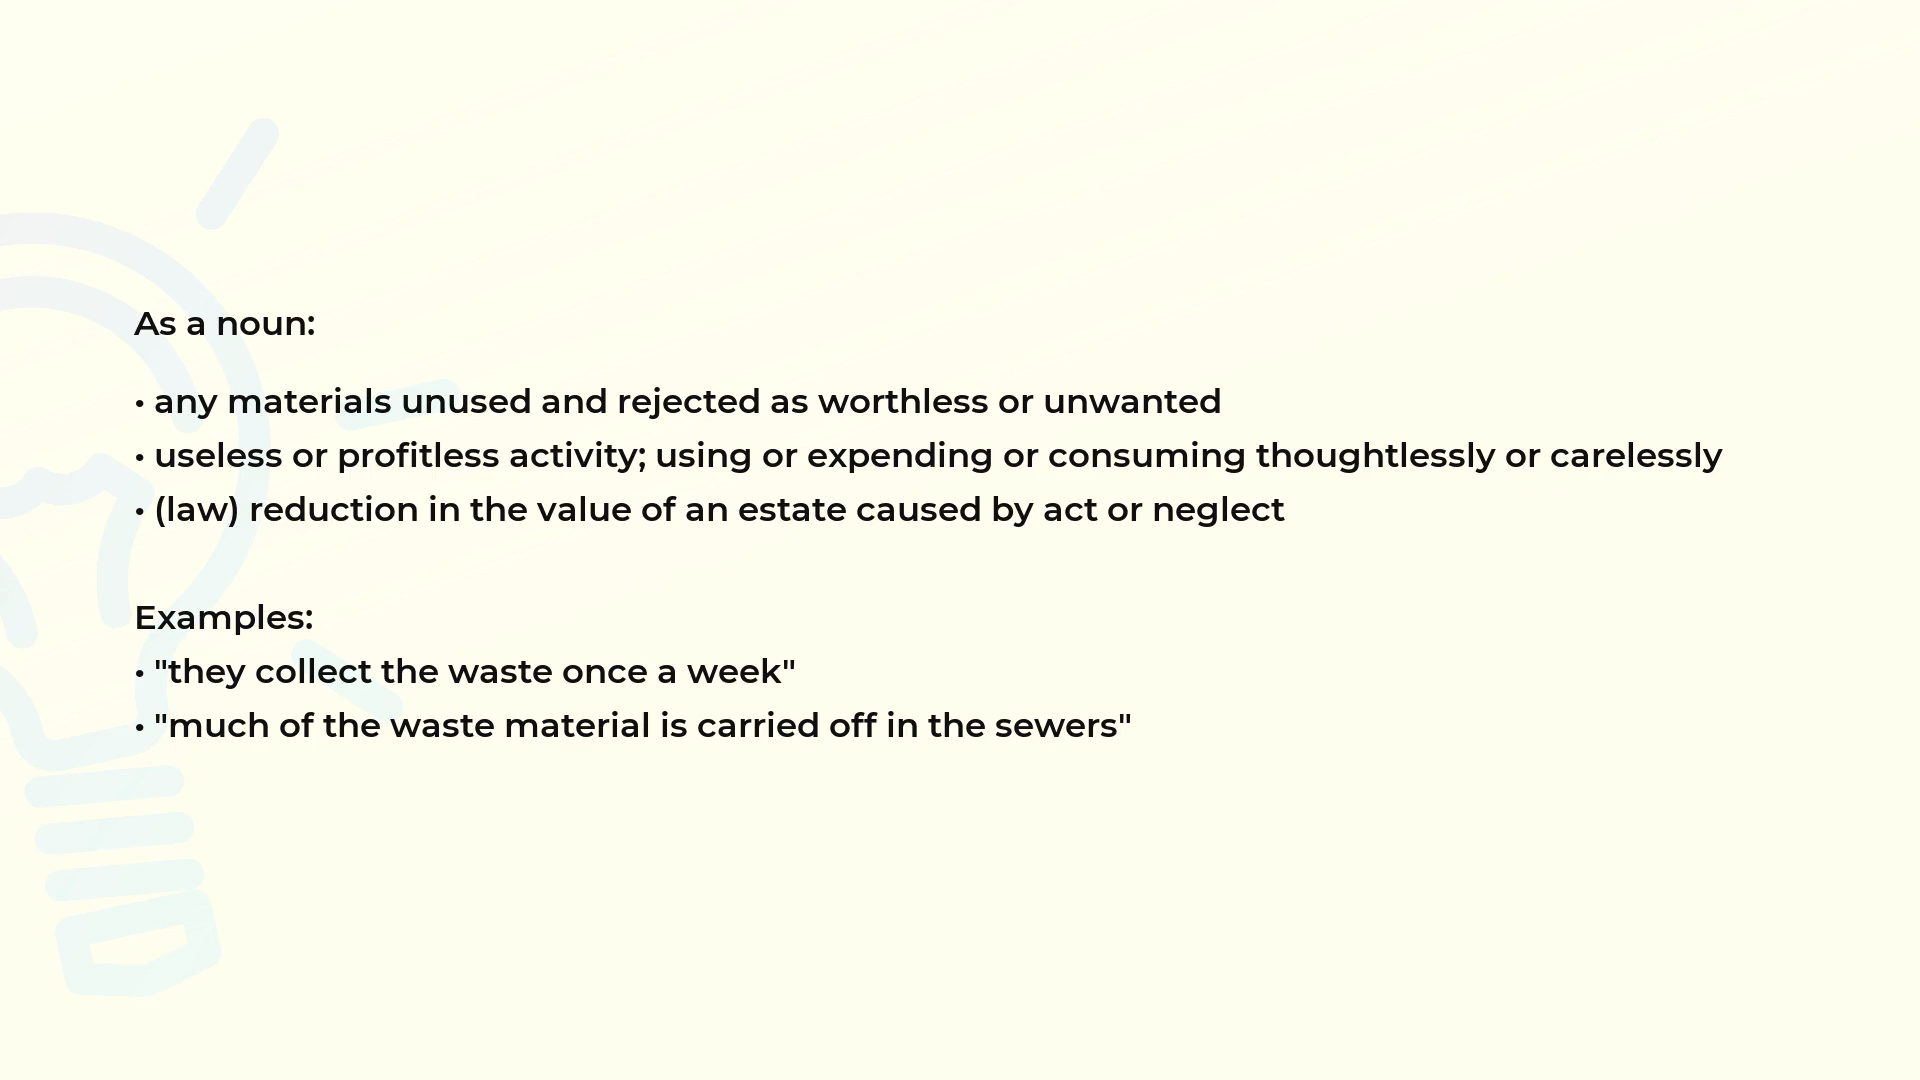 As a noun:
• any materials unused and rejected as worthless or unwanted
• useless or profitless activity; using or expending or consuming thoughtlessly or carelessly
• (law) reduction in the value of an estate caused by act or neglect
Examples:
• "they collect the waste once a week"
• "much of the waste material is carried off in the sewers"